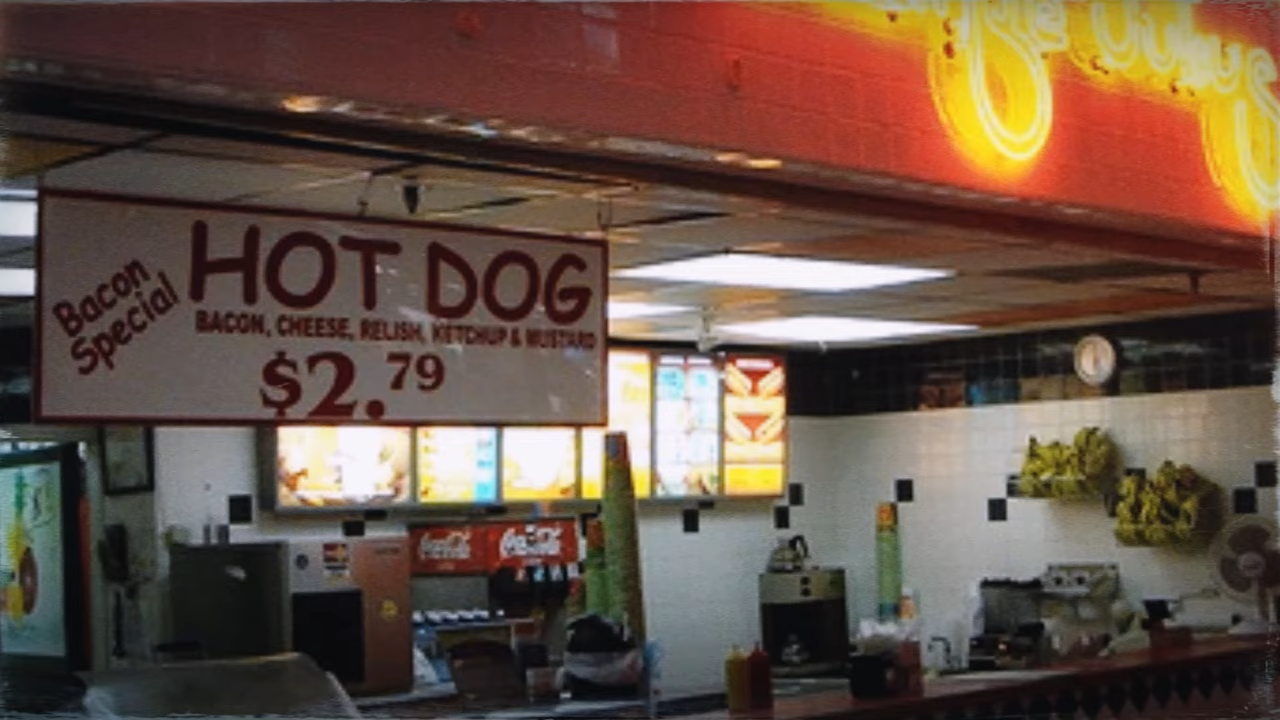 Bacon
Special
HOT DOG
BACON, CHEESE, RELISH, KETCHUP & MUSTARD
$2.79
Coca-Cola
Coca-Cola